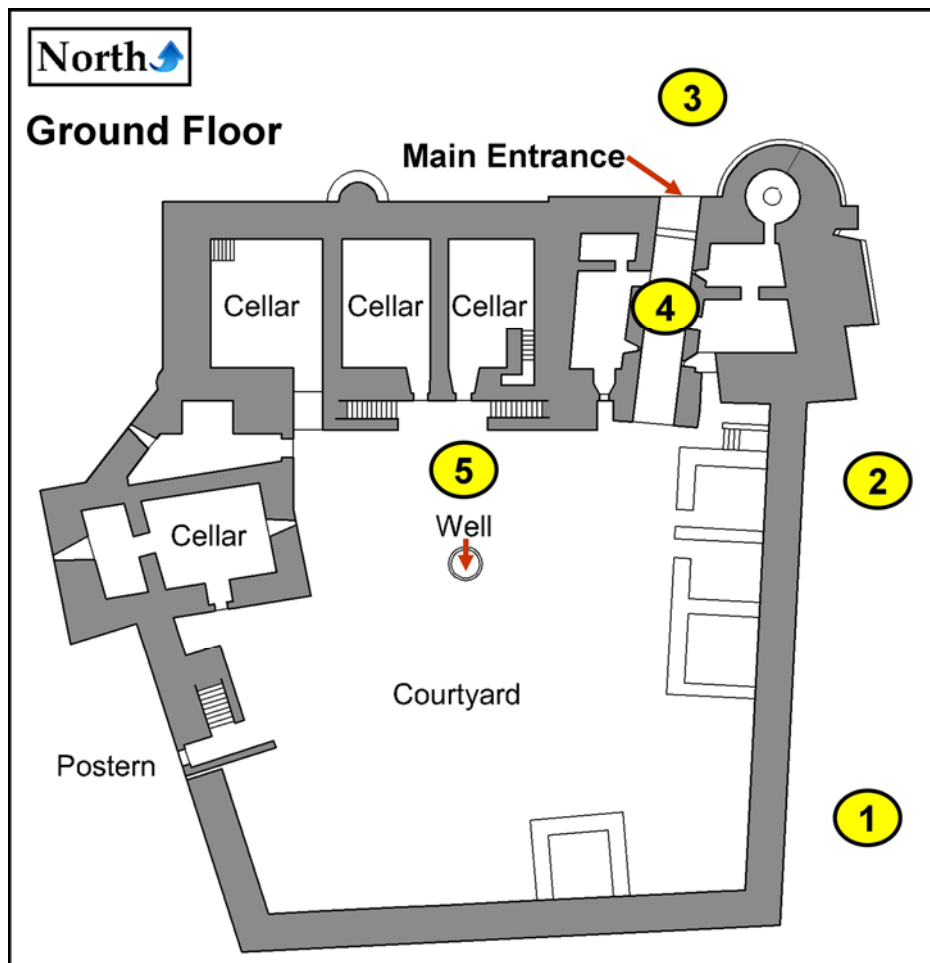 North
Ground Floor
3
Main Entrance
Cellar
Cellar
Cellar
4
5
2
Well
Cellar
Courtyard
Postern
1